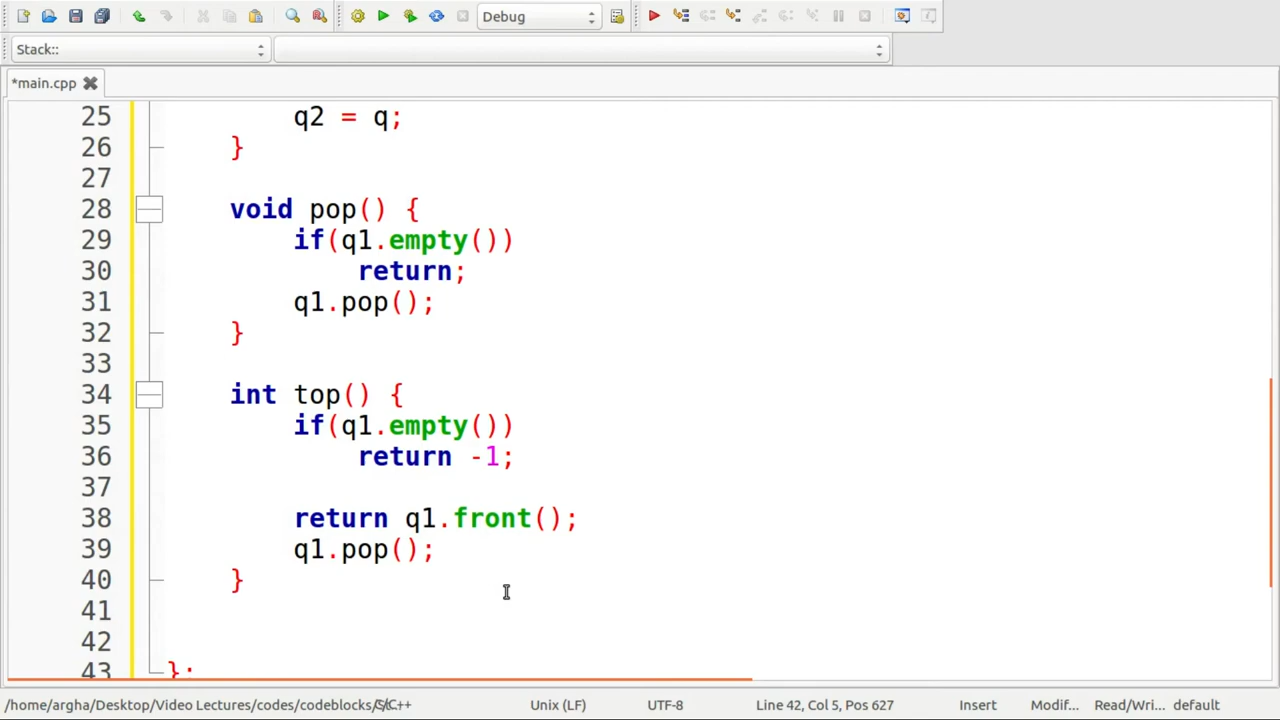 Debug
Stack::
*main.cpp
25 q2 = q;
26 }
27
28 void pop() {
29 if(q1.empty())
30 return;
31 q1.pop();
32 }
33
34 int top() {
35 if(q1.empty())
36 return -1;
37
38 return q1.front();
39 q1.pop();
40 }
41
42
43 };
/home/argha/Desktop/Video Lectures/codes/codeblocks/ C/C++ Unix (LF) UTF-8 Line 42, Col 5, Pos 627 Insert Modif... Read/Wri... default